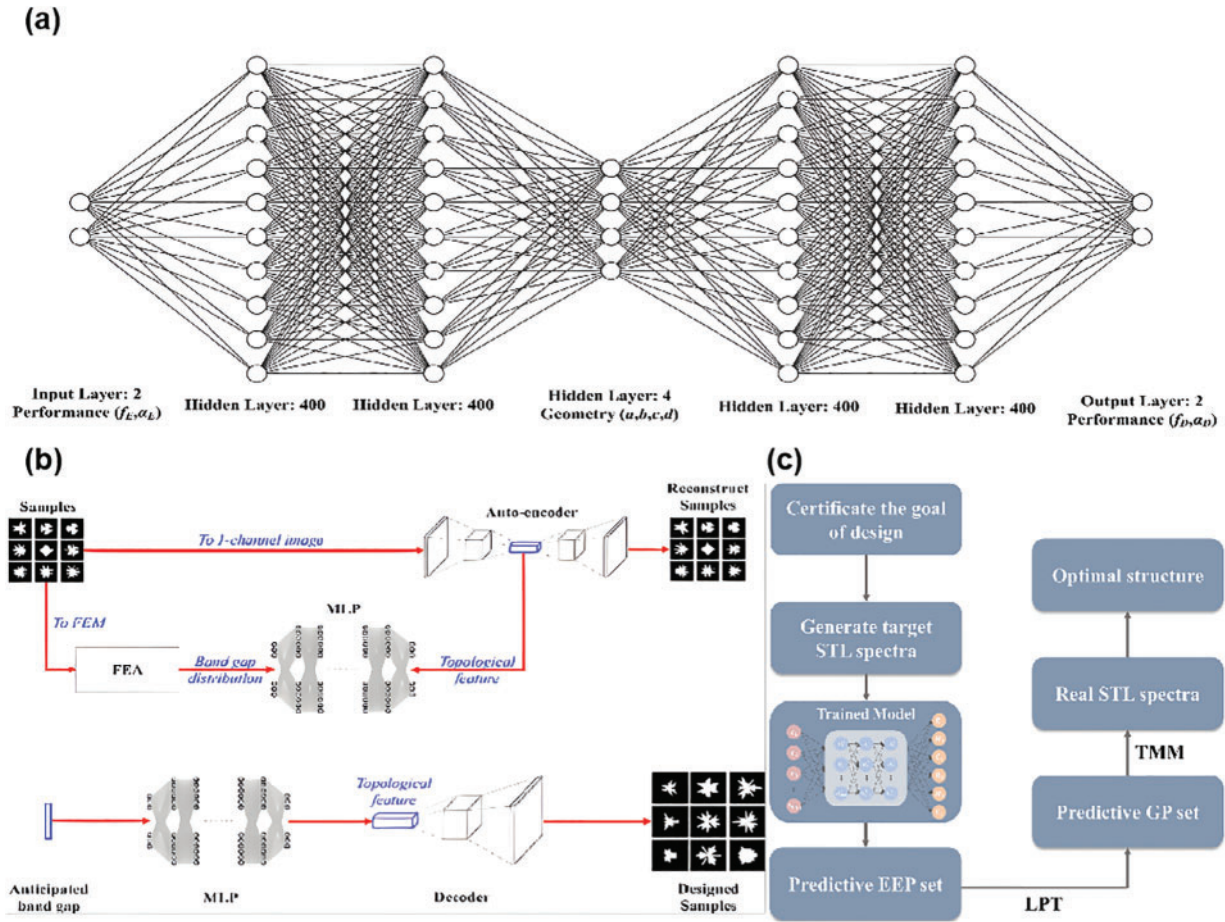 (a)
Input Layer: 2
Performance (f_E,α_E)
Hidden Layer: 400
Hidden Layer: 400
Hidden Layer: 4
Geometry (a,b,c,d)
Hidden Layer: 400
Hidden Layer: 400
Output Layer: 2
Performance (f_D,α_D)
(b)
Samples
To 1-channel image
Auto-encoder
Reconstruct
Samples
To FEM
FEA
Band gap
distribution
MLP
Topological
feature
Anticipated
band gap
MLP
Topological
feature
Decoder
Designed
Samples
(c)
Certificate the goal
of design
Generate target
STL spectra
Trained Model
Predictive EEP set
LPT
Predictive GP set
TMM
Real STL spectra
Optimal structure